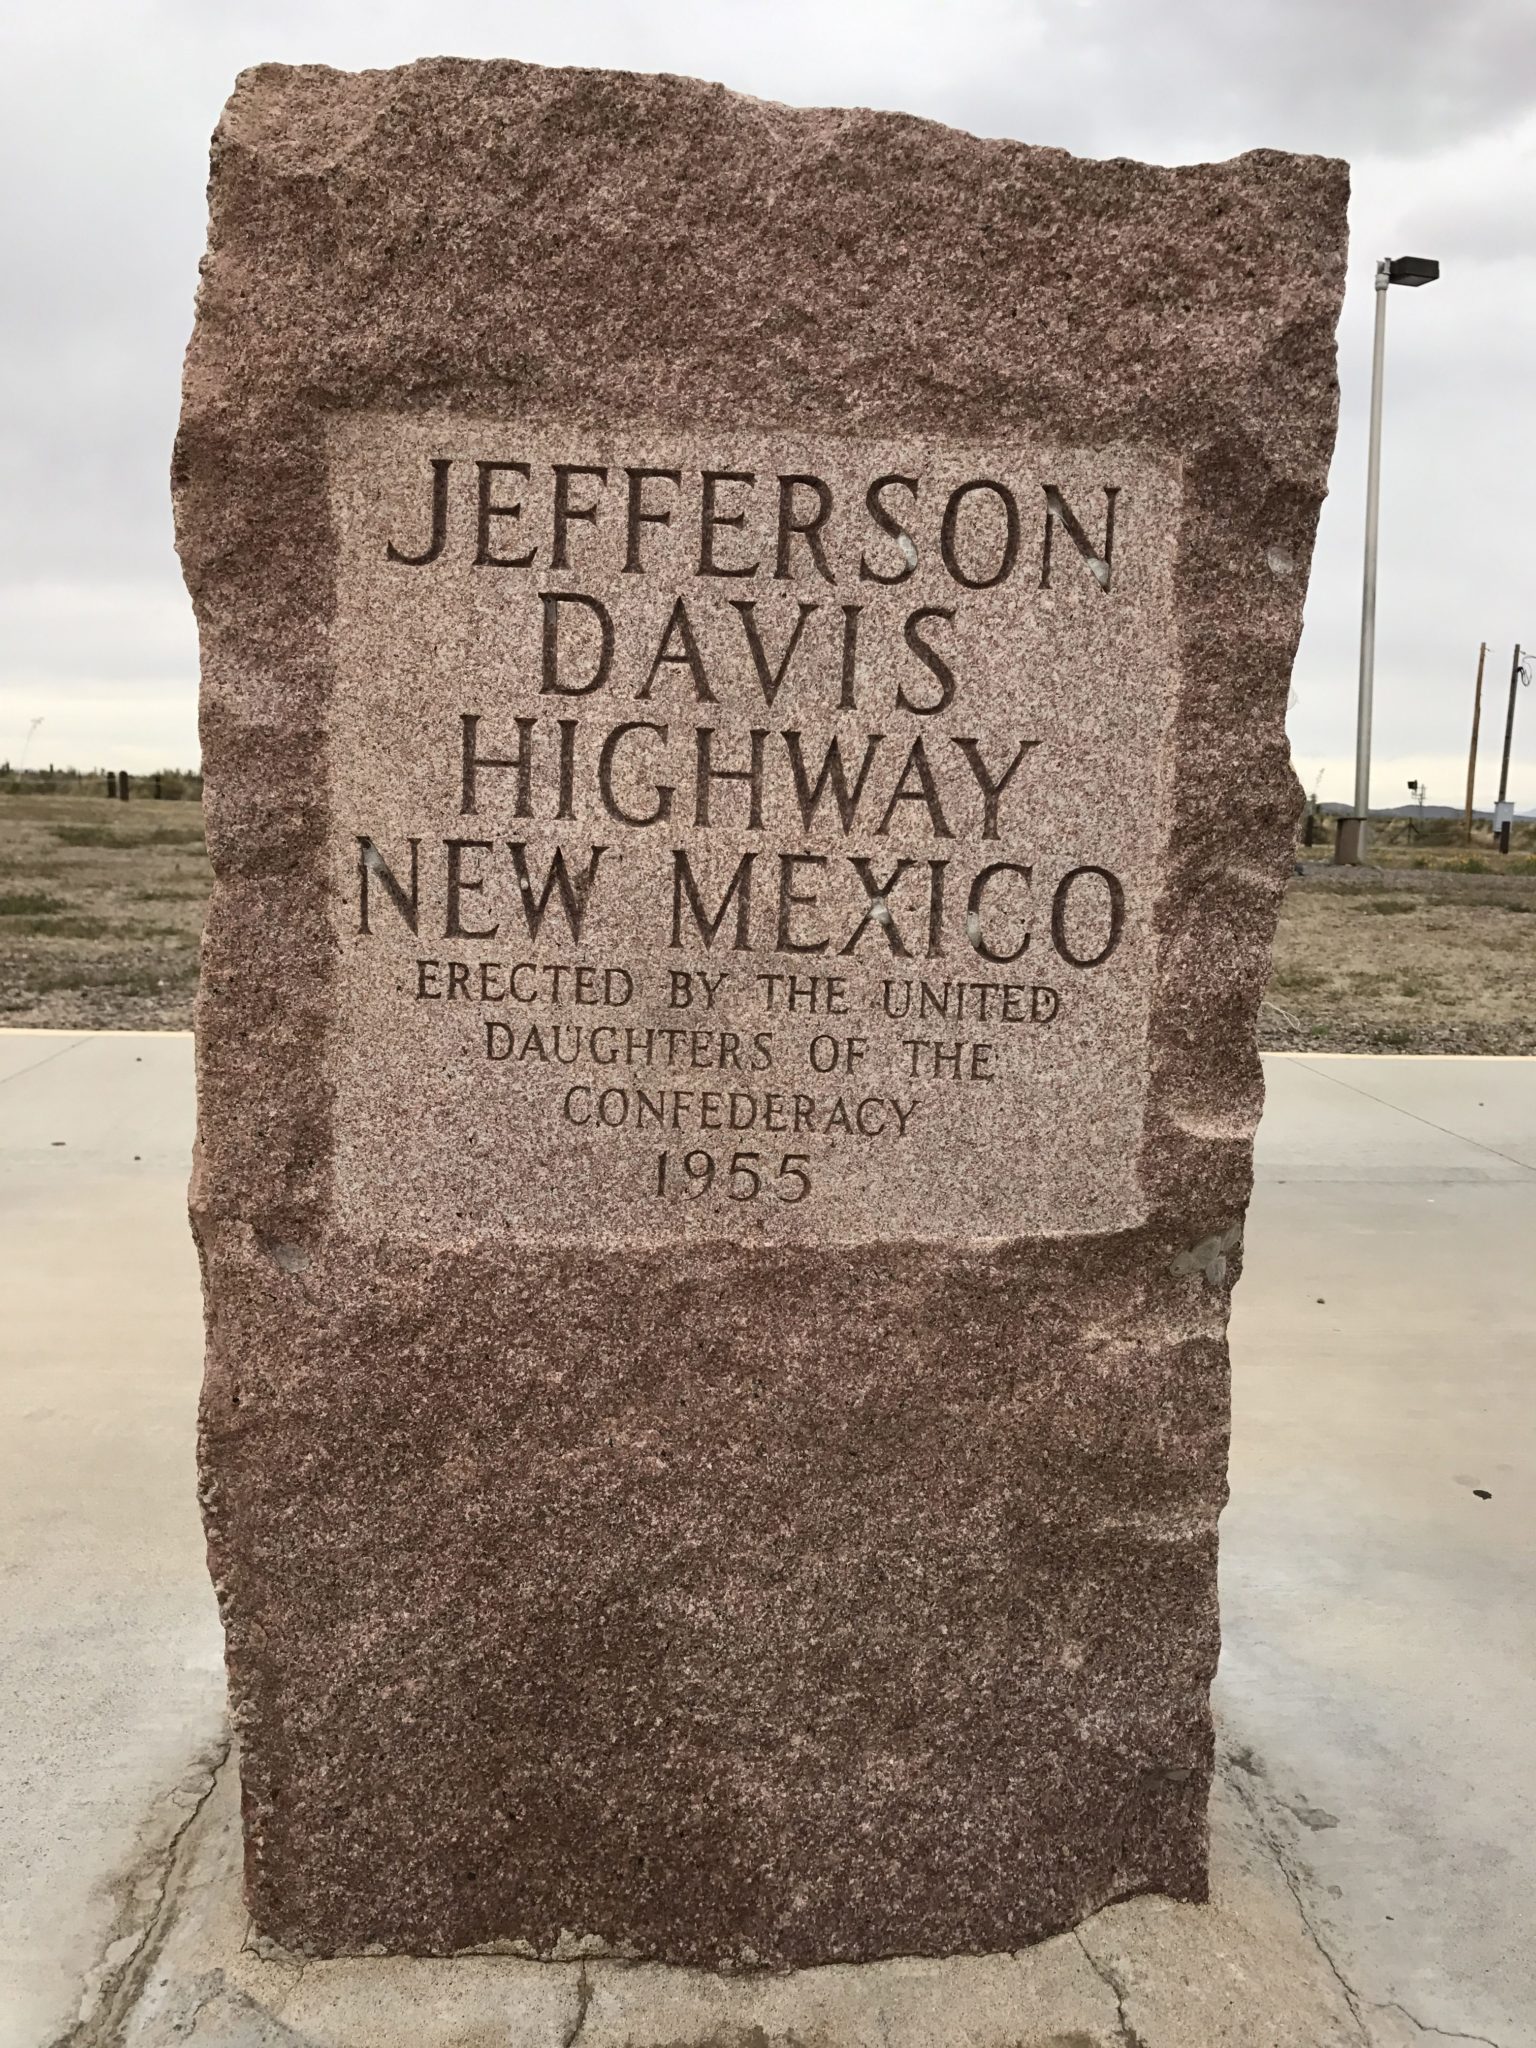 JEFFERSON
DAVIS
HIGHWAY
NEW MEXICO
ERECTED BY THE UNITED
DAUGHTERS OF THE
CONFEDERACY
1955